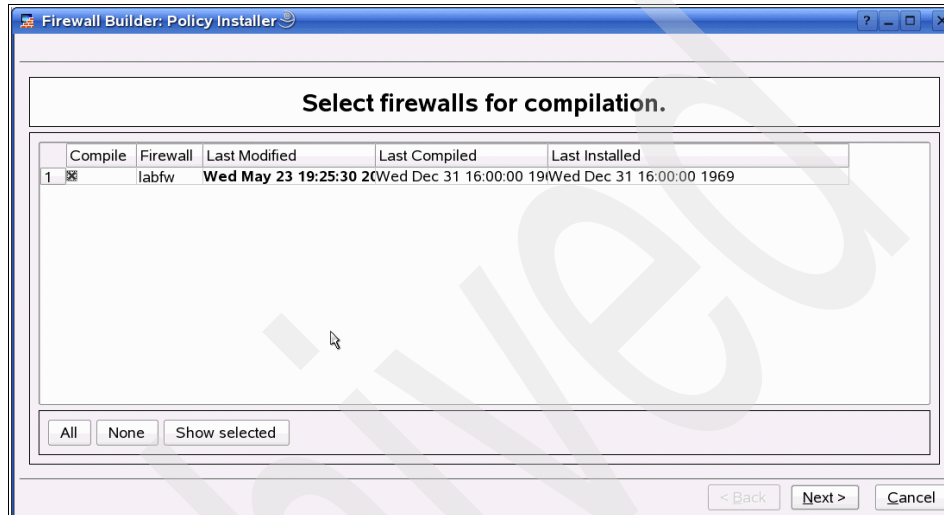 Firewall Builder: Policy Installer
Select firewalls for compilation.
Compile Firewall Last Modified Last Compiled Last Installed
1 labfw Wed May 23 19:25:30 20 Wed Dec 31 16:00:00 19 Wed Dec 31 16:00:00 1969
All None Show selected
< Back Next > Cancel